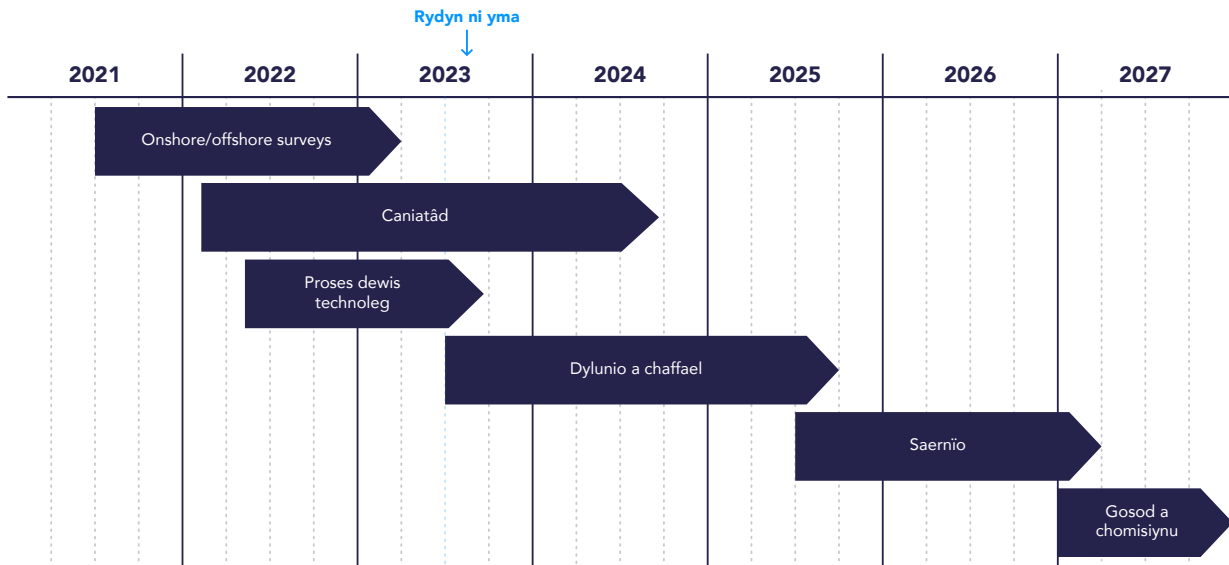 Rydyn ni yma
2021
2022
2023
2024
2025
2026
2027
Onshore/offshore surveys
Caniatâd
Proses dewis
technoleg
Dylunio a chaffael
Saernïo
Gosod a
chomisiynu